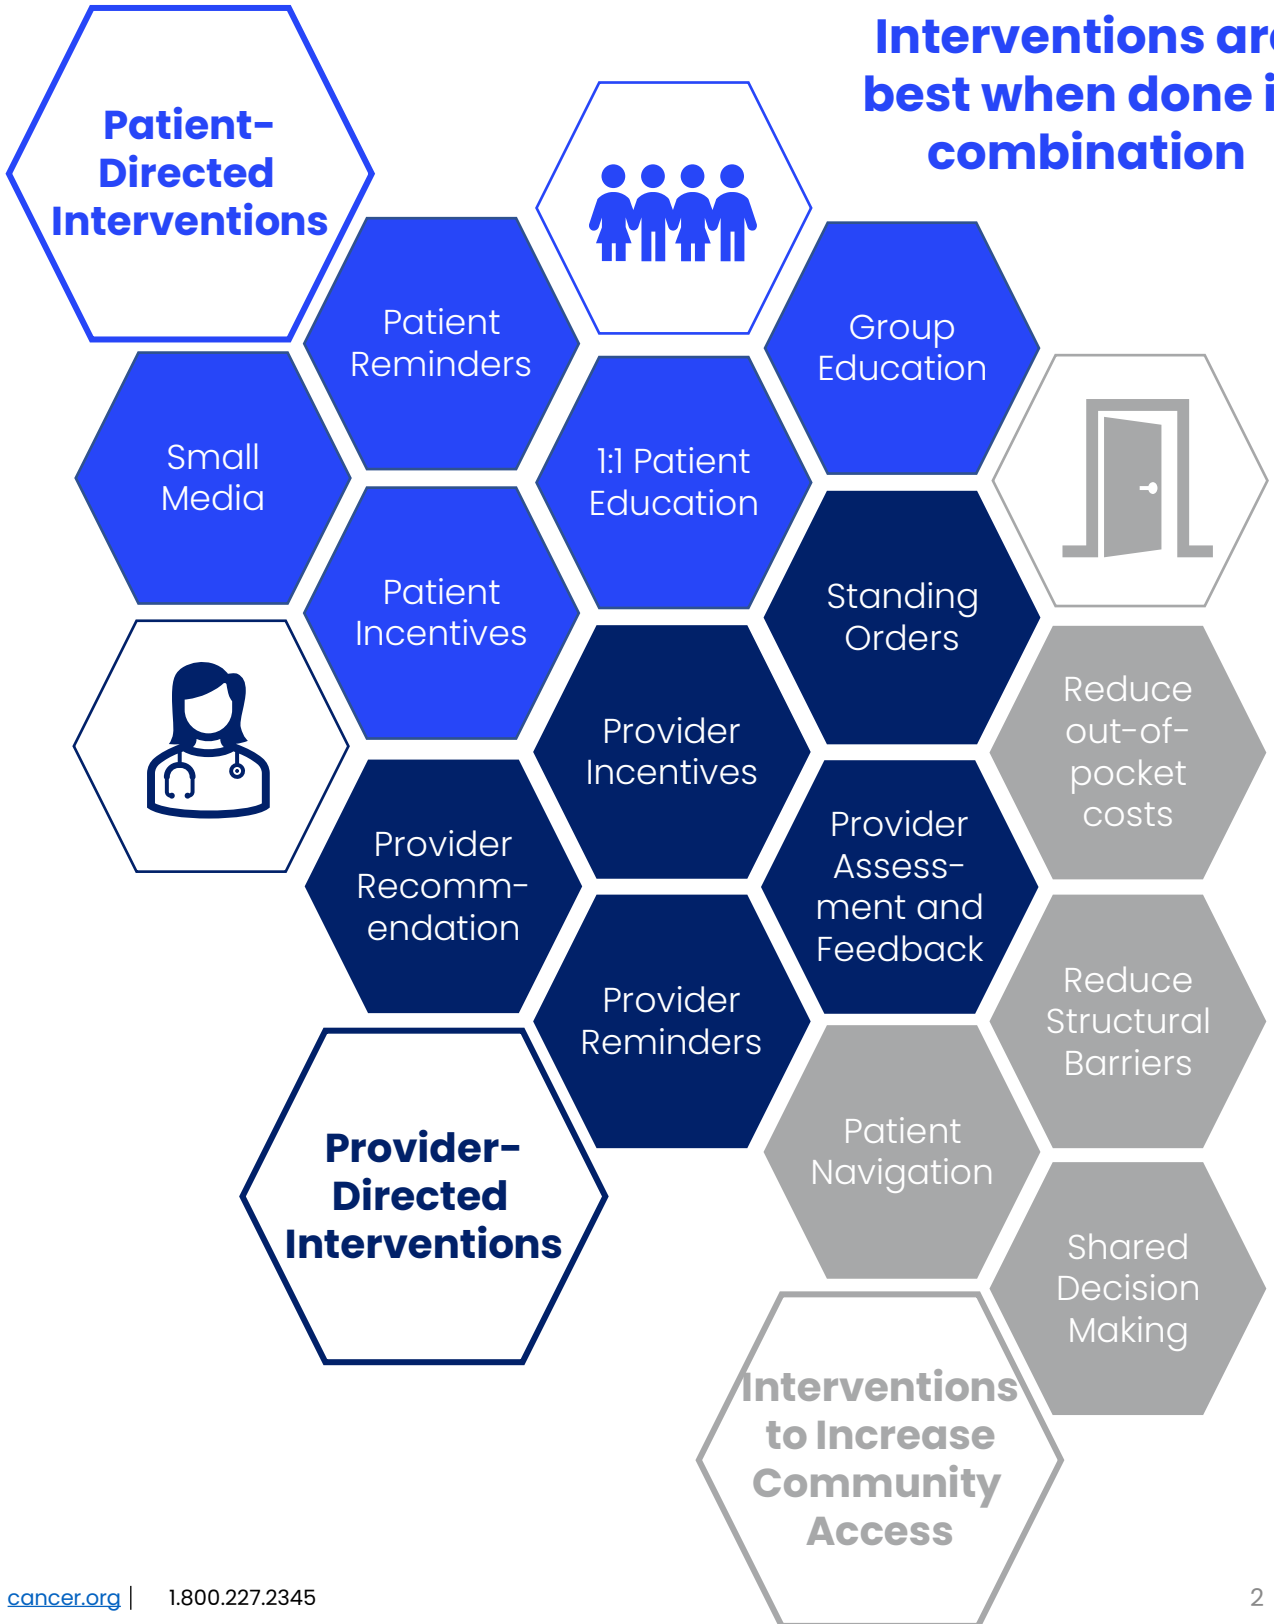 Interventions are
best when done i
combination
Patient-
Directed
Interventions
Patient
Reminders
Group
Education
Small
Media
1:1 Patient
Education
Patient
Incentives
Standing
Orders
Reduce
out-of-
pocket
costs
Provider
Incentives
Provider
Recomm-
endation
Provider
Assess-
ment and
Feedback
Reduce
Structural
Barriers
Provider
Reminders
Patient
Navigation
Provider-
Directed
Interventions
Shared
Decision
Making
Interventions
to Increase
Community
Access
cancer.org | 1.800.227.2345
2